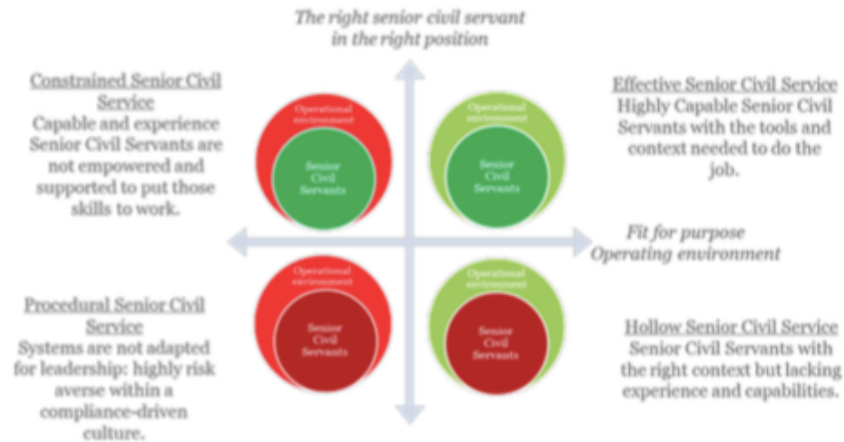 The right senior civil servant
in the right position
Constrained Senior Civil
Service
Capable and experience
Senior Civil Servants are
not empowered and
supported to put those
skills to work.
Operational
environment
Senior
Civil
Servants
Operational
environment
Senior
Civil
Servants
Effective Senior Civil Service
Highly Capable Senior Civil
Servants with the tools and
context needed to do the
job.
Fit for purpose
Operating environment
Procedural Senior Civil
Service
Systems are not adapted
for leadership: highly risk
averse within a
compliance-driven
culture.
Operational
environment
Senior
Civil
Servants
Operational
environment
Senior
Civil
Servants
Hollow Senior Civil Service
Senior Civil Servants with
the right context but lacking
experience and capabilities.